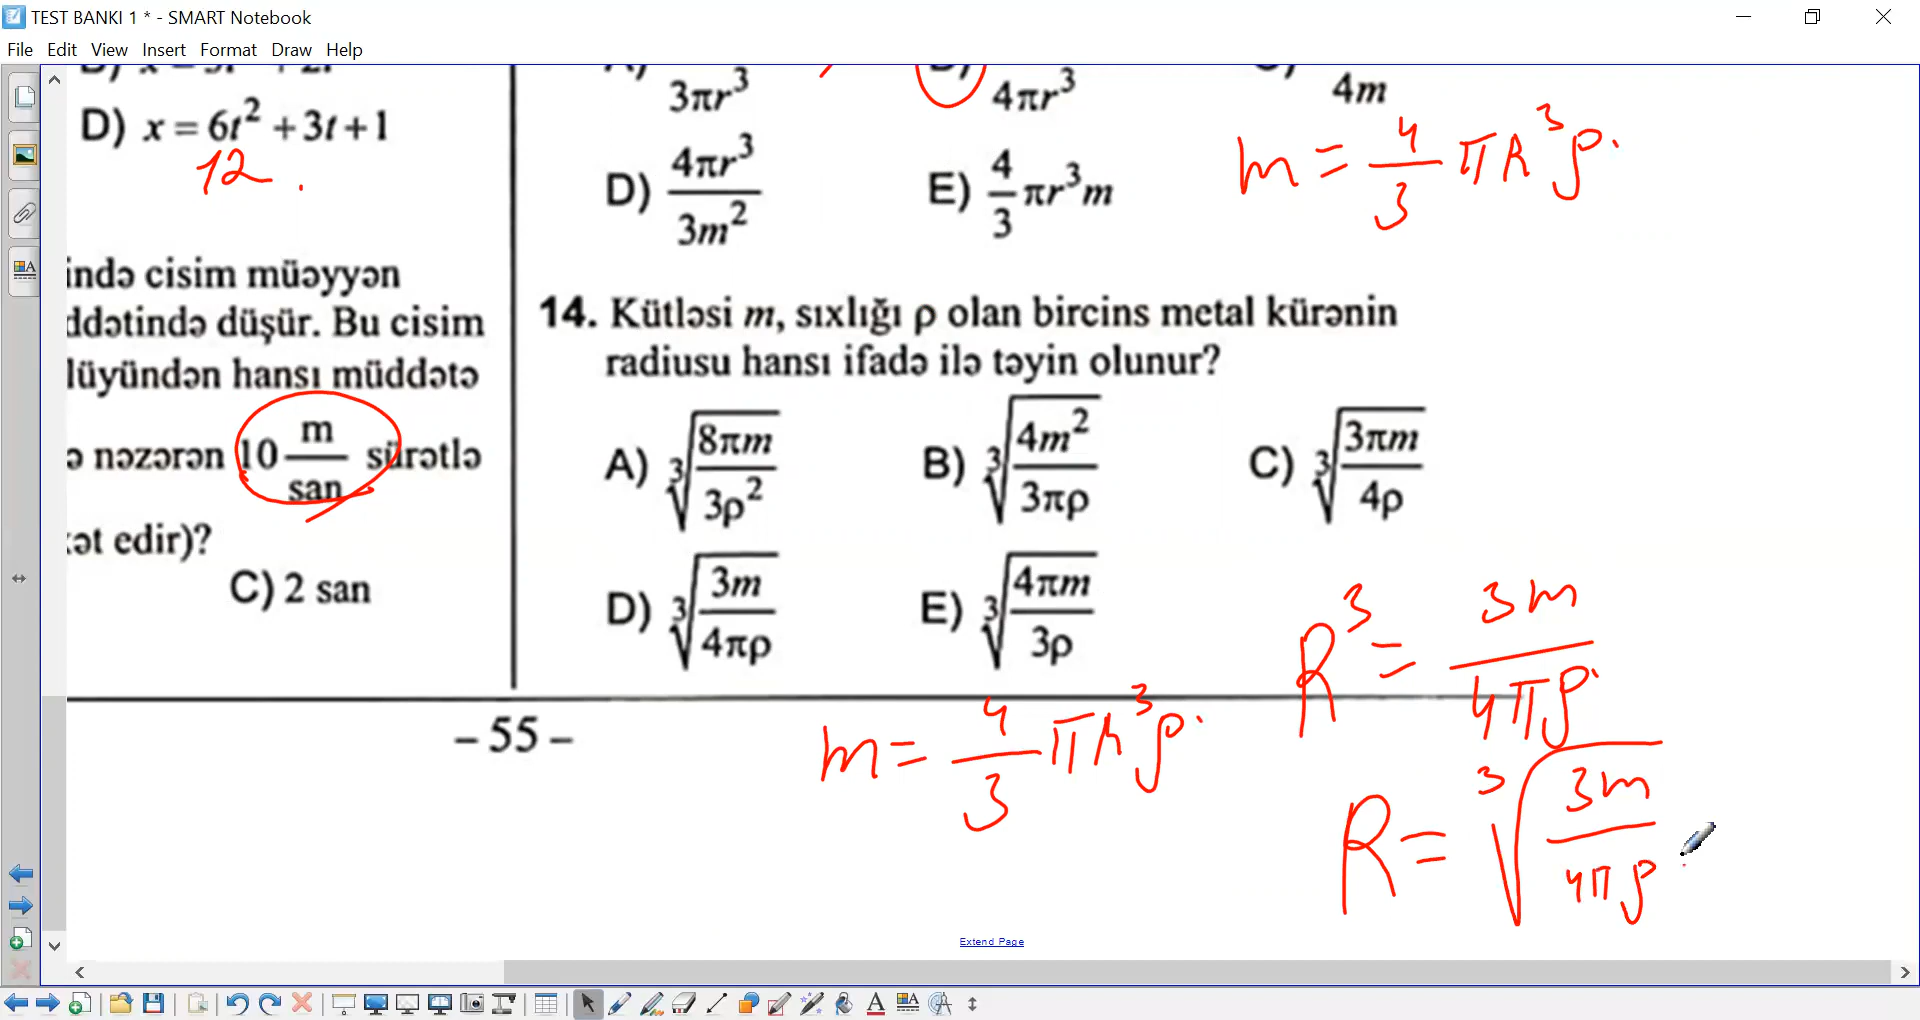 TEST BANKI 1 * - SMART Notebook
File Edit View Insert Format Draw Help
D) x = 6t² + 3t + 1
12.
ində cisim müəyyən
ddətində düşür. Bu cisim
lüyündən hansı müddətə
ə nəzərən 10 m/san sürətlə
ət edir)?
C) 2 san
3πr³
4πr³
4m
D) 4πr³/3m²
E) 4/3 πr³m
m = 4/3 πR³ρ.
14. Kütləsi m, sıxlığı ρ olan bircins metal kürənin
radiusu hansı ifadə ilə təyin olunur?
A) ∛(8πm/3ρ²)
B) ∛(4m²/3πρ)
C) ∛(3πm/4ρ)
D) ∛(3m/4πρ)
E) ∛(4πm/3ρ)
R³ = 3m/4πρ.
– 55 –
m = 4/3 πR³ρ.
R = ∛(3m/4πρ)
Extend Page